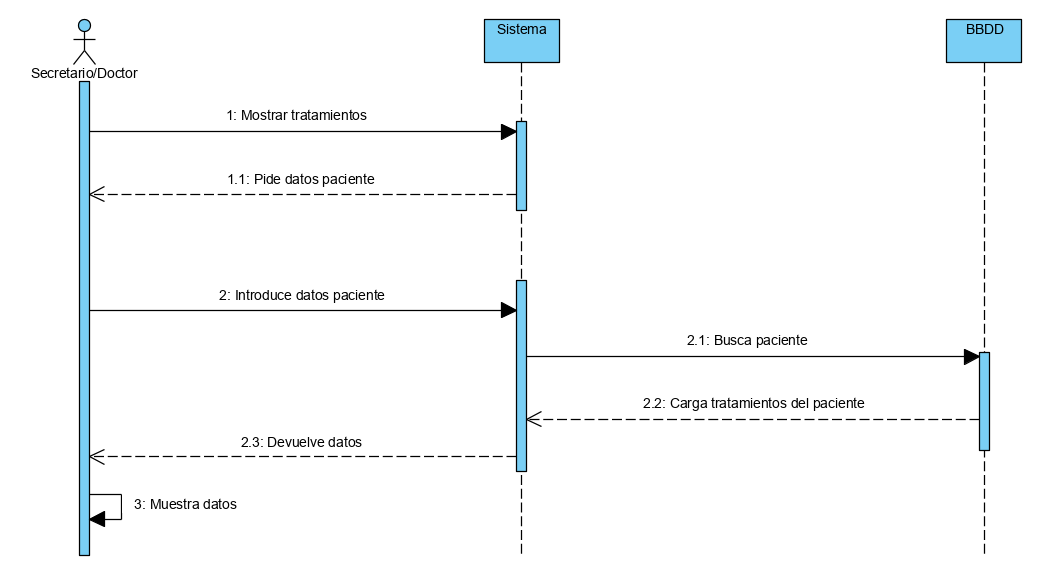 Sistema
BBDD
Secretario/Doctor
1: Mostrar tratamientos
1.1: Pide datos paciente
2: Introduce datos paciente
2.1: Busca paciente
2.2: Carga tratamientos del paciente
2.3: Devuelve datos
3: Muestra datos